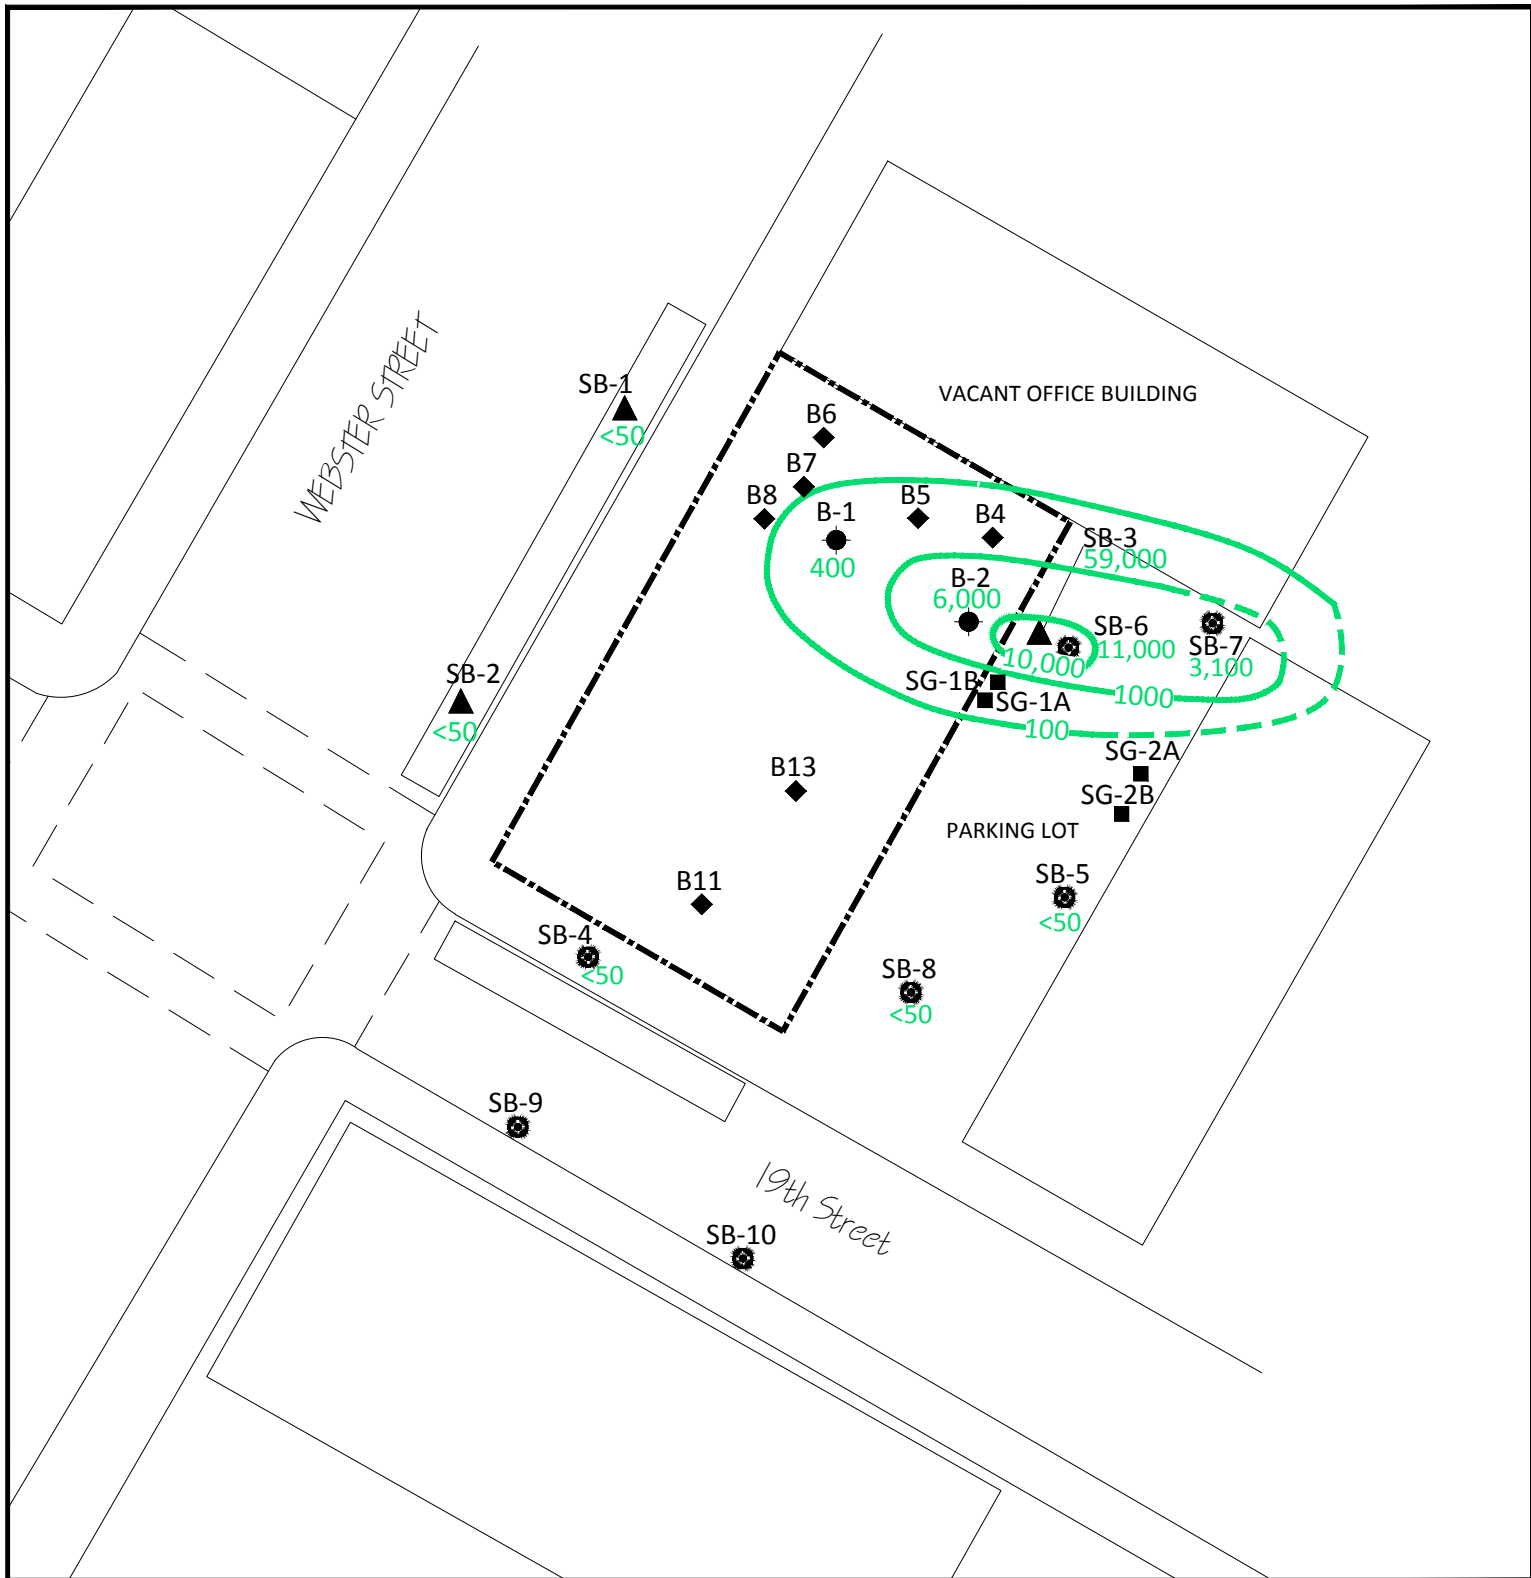 WEBSTER STREET
SB-1
<50
VACANT OFFICE BUILDING
B6
B7
B8
B-1
400
B5
B4
SB-3
59,000
B-2
6,000
SB-6
11,000
10,000
SB-7
3,100
SG-1B
SG-1A
1000
100
SB-2
<50
SG-2A
SG-2B
B13
PARKING LOT
B11
SB-5
<50
SB-4
<50
SB-8
<50
SB-9
19th Street
SB-10